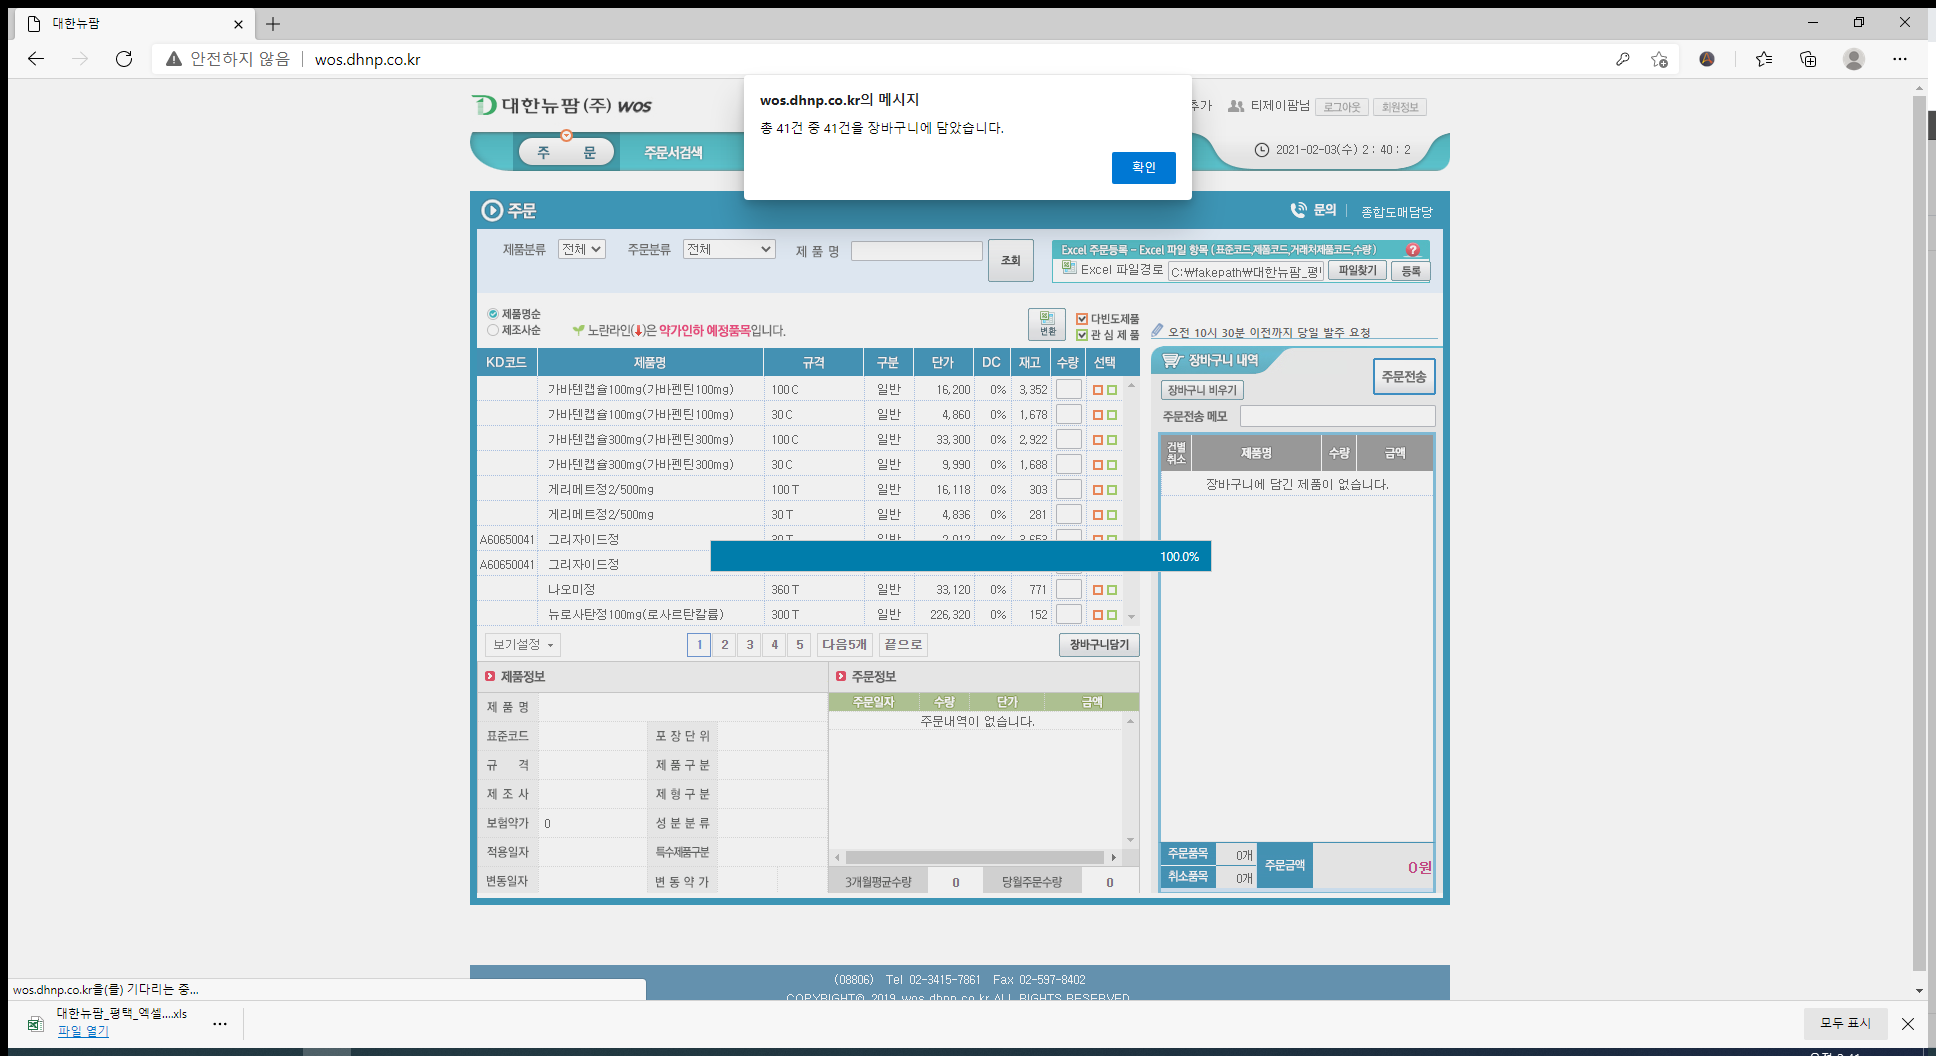 대한뉴팜
안전하지 않음 wos.dhnp.co.kr
대한뉴팜(주) wos
추가 티제이팜님 로그아웃 회원정보
wos.dhnp.co.kr의 메시지
총 41건 중 41건을 장바구니에 담았습니다.
확인
주 문 주문서검색
2021-02-03(수) 2 : 40 : 2
주문
문의 종합도매담당
제품분류 전체 주문분류 전체 제 품 명 조회
Excel 주문등록 - Excel 파일 항목 (표준코드,제품코드,거래처제품코드,수량)
Excel 파일경로 C:₩fakepath₩대한뉴팜_평 파일찾기 등록
제품명순
제조사순
노란라인(↓)은 약가인하 예정품목입니다.
변환
다빈도제품
관 심 제 품
오전 10시 30분 이전까지 당일 발주 요청
KD코드 제품명 규격 구분 단가 DC 재고 수량 선택
가바텐캡슐100mg(가바펜틴100mg) 100 C 일반 16,200 0% 3,352
가바텐캡슐100mg(가바펜틴100mg) 30 C 일반 4,860 0% 1,678
가바텐캡슐300mg(가바펜틴300mg) 100 C 일반 33,300 0% 2,922
가바텐캡슐300mg(가바펜틴300mg) 30 C 일반 9,990 0% 1,688
게리메트정2/500mg 100 T 일반 16,118 0% 303
게리메트정2/500mg 30 T 일반 4,836 0% 281
A60650041 그리자이드정 30 T 일반 2,012 0% 3,653
A60650041 그리자이드정
100.0%
나오미정 360 T 일반 33,120 0% 771
뉴로사탄정100mg(로사르탄칼륨) 300 T 일반 226,320 0% 152
보기설정 1 2 3 4 5 다음5개 끝으로 장바구니담기
장바구니 내역
장바구니 비우기
주문전송
주문전송 메모
건별취소 제품명 수량 금액
장바구니에 담긴 제품이 없습니다.
제품정보
제 품 명
표준코드 포 장 단 위
규 격 제 품 구 분
제 조 사 제 형 구 분
보험약가 0 성 분 분 류
적용일자 특수제품구분
변동일자 변 동 약 가
주문정보
주문일자 수량 단가 금액
주문내역이 없습니다.
3개월평균수량 0 당월주문수량 0
주문품목 0개
취소품목 0개
주문금액 0원
(08806) Tel 02-3415-7861 Fax 02-597-8402
COPYRIGHT© 2019 wos.dhnp.co.kr ALL RIGHTS RESERVED
wos.dhnp.co.kr을(를) 기다리는 중...
대한뉴팜_평택_엑셀....xls
파일 열기
모두 표시